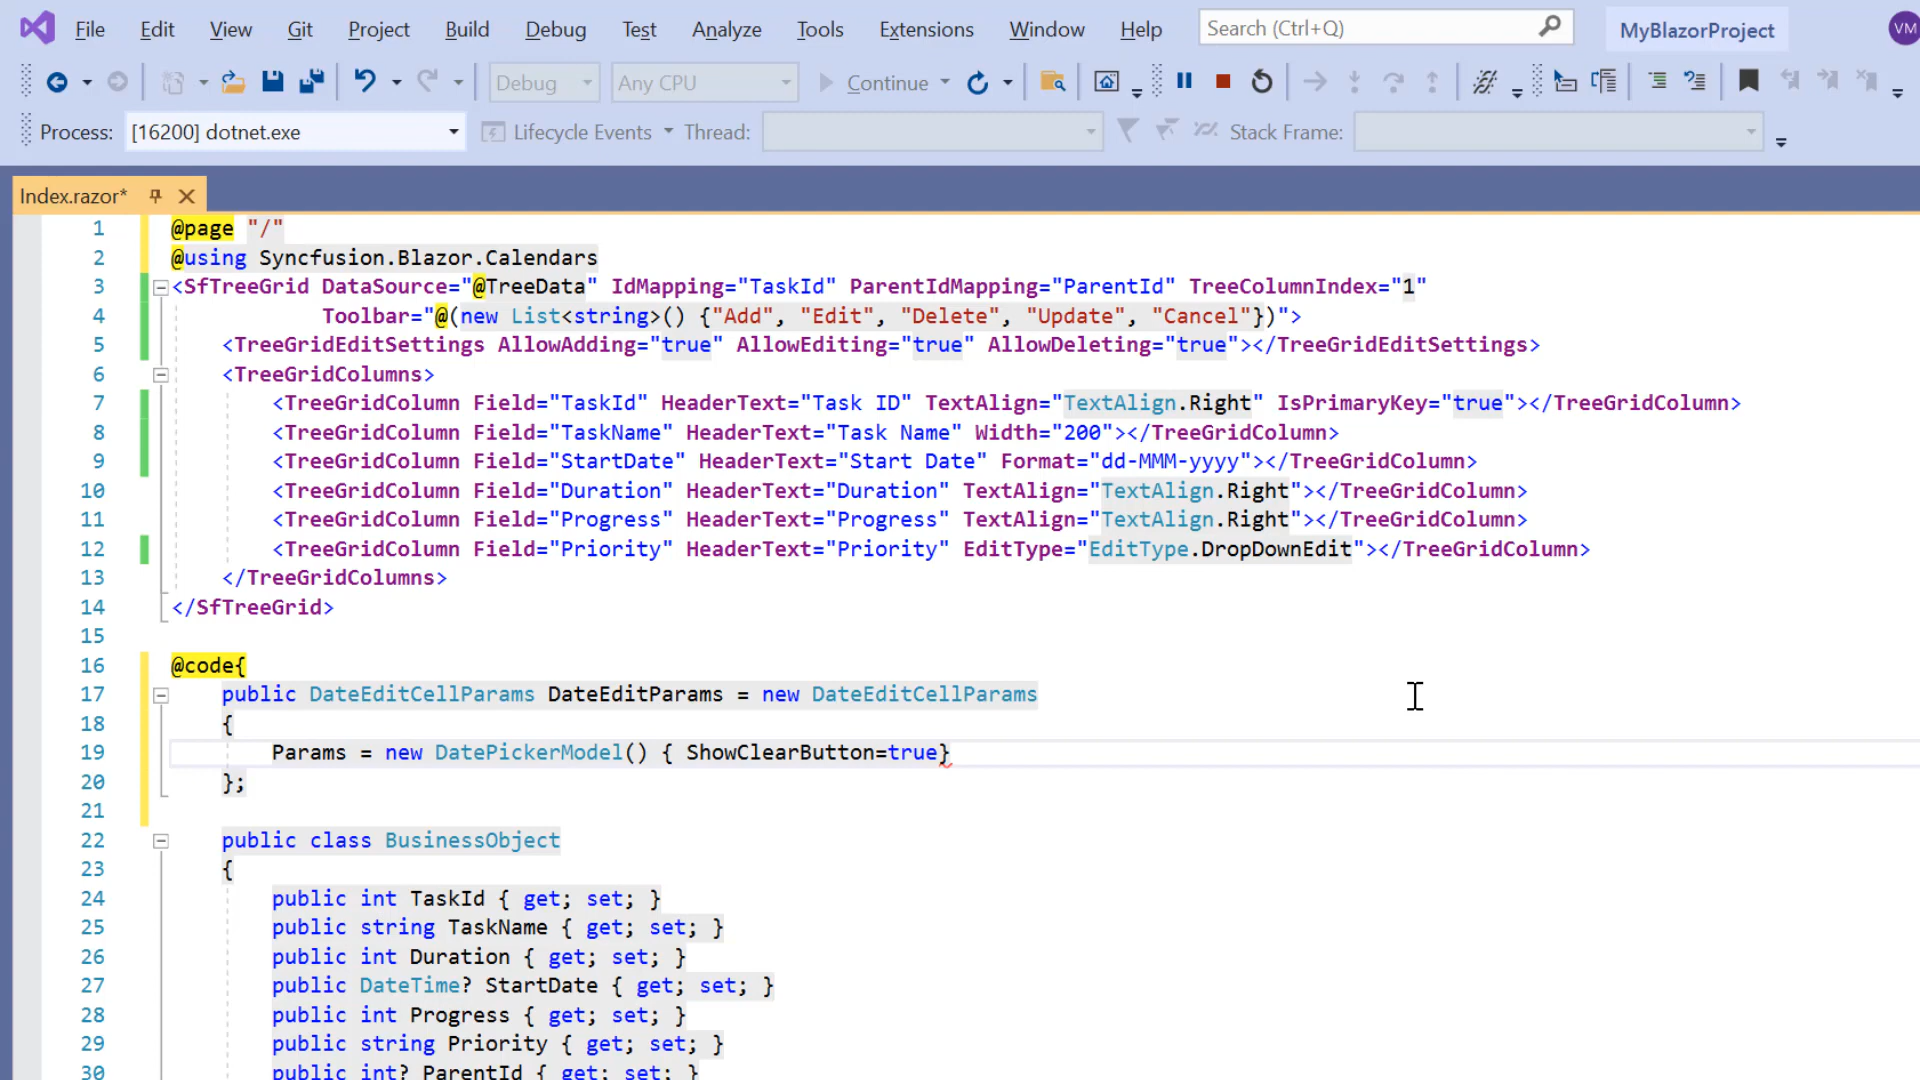 File Edit View Git Project Build Debug Test Analyze Tools Extensions Window Help Search (Ctrl+Q) MyBlazorProject VM
Debug Any CPU Continue
Process: [16200] dotnet.exe Lifecycle Events Thread: Stack Frame:
Index.razor*
1 @page "/"
2 @using Syncfusion.Blazor.Calendars
3 <SfTreeGrid DataSource="@TreeData" IdMapping="TaskId" ParentIdMapping="ParentId" TreeColumnIndex="1"
4 Toolbar="@(new List<string>() {"Add", "Edit", "Delete", "Update", "Cancel"})">
5 <TreeGridEditSettings AllowAdding="true" AllowEditing="true" AllowDeleting="true"></TreeGridEditSettings>
6 <TreeGridColumns>
7 <TreeGridColumn Field="TaskId" HeaderText="Task ID" TextAlign="TextAlign.Right" IsPrimaryKey="true"></TreeGridColumn>
8 <TreeGridColumn Field="TaskName" HeaderText="Task Name" Width="200"></TreeGridColumn>
9 <TreeGridColumn Field="StartDate" HeaderText="Start Date" Format="dd-MMM-yyyy"></TreeGridColumn>
10 <TreeGridColumn Field="Duration" HeaderText="Duration" TextAlign="TextAlign.Right"></TreeGridColumn>
11 <TreeGridColumn Field="Progress" HeaderText="Progress" TextAlign="TextAlign.Right"></TreeGridColumn>
12 <TreeGridColumn Field="Priority" HeaderText="Priority" EditType="EditType.DropDownEdit"></TreeGridColumn>
13 </TreeGridColumns>
14 </SfTreeGrid>
15
16 @code{
17 public DateEditCellParams DateEditParams = new DateEditCellParams
18 {
19 Params = new DatePickerModel() { ShowClearButton=true}
20 };
21
22 public class BusinessObject
23 {
24 public int TaskId { get; set; }
25 public string TaskName { get; set; }
26 public int Duration { get; set; }
27 public DateTime? StartDate { get; set; }
28 public int Progress { get; set; }
29 public string Priority { get; set; }
30 public int? ParentId { get; set; }